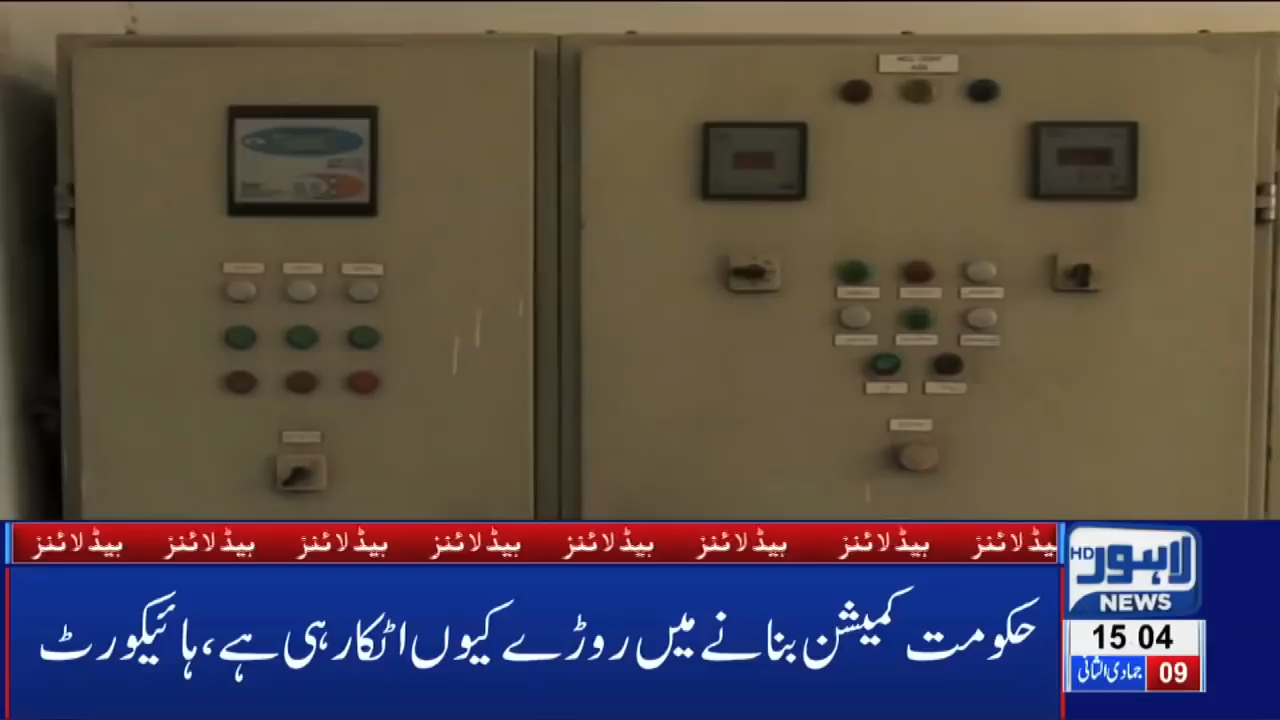 ہیڈلائنز ہیڈلائنز ہیڈلائنز ہیڈلائنز ہیڈلائنز ہیڈلائنز ہیڈلائنز ہیڈلائنز
حکومت کمیشن بنانے میں روڑے کیوں اٹکا رہی ہے، ہائیکورٹ
لاہور HD
NEWS
15 04
09 جمادی الثانی